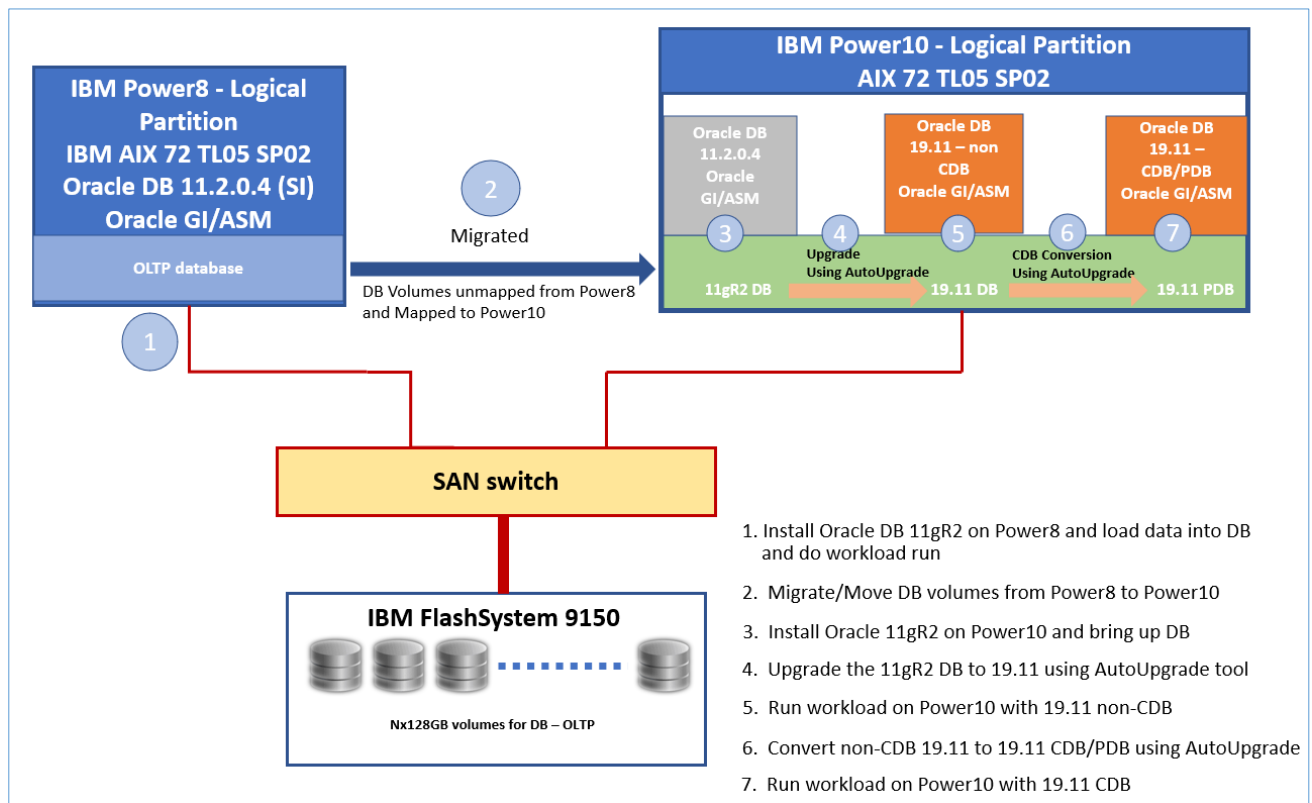 IBM Power8 - Logical
Partition
IBM AIX 72 TL05 SP02
Oracle DB 11.2.0.4 (SI)
Oracle GI/ASM
OLTP database
1
2
Migrated
DB Volumes unmapped from Power8
and Mapped to Power10
IBM Power10 - Logical Partition
AIX 72 TL05 SP02
Oracle DB
11.2.0.4
Oracle
GI/ASM
Oracle DB
19.11 – non
CDB
Oracle GI/ASM
Oracle DB
19.11 –
CDB/PDB
Oracle GI/ASM
3
4
5
6
7
Upgrade
Using AutoUpgrade
CDB Conversion
Using AutoUpgrade
11gR2 DB
19.11 DB
19.11 PDB
SAN switch
IBM FlashSystem 9150
Nx128GB volumes for DB – OLTP
1. Install Oracle DB 11gR2 on Power8 and load data into DB
and do workload run
2. Migrate/Move DB volumes from Power8 to Power10
3. Install Oracle 11gR2 on Power10 and bring up DB
4. Upgrade the 11gR2 DB to 19.11 using AutoUpgrade tool
5. Run workload on Power10 with 19.11 non-CDB
6. Convert non-CDB 19.11 to 19.11 CDB/PDB using AutoUpgrade
7. Run workload on Power10 with 19.11 CDB